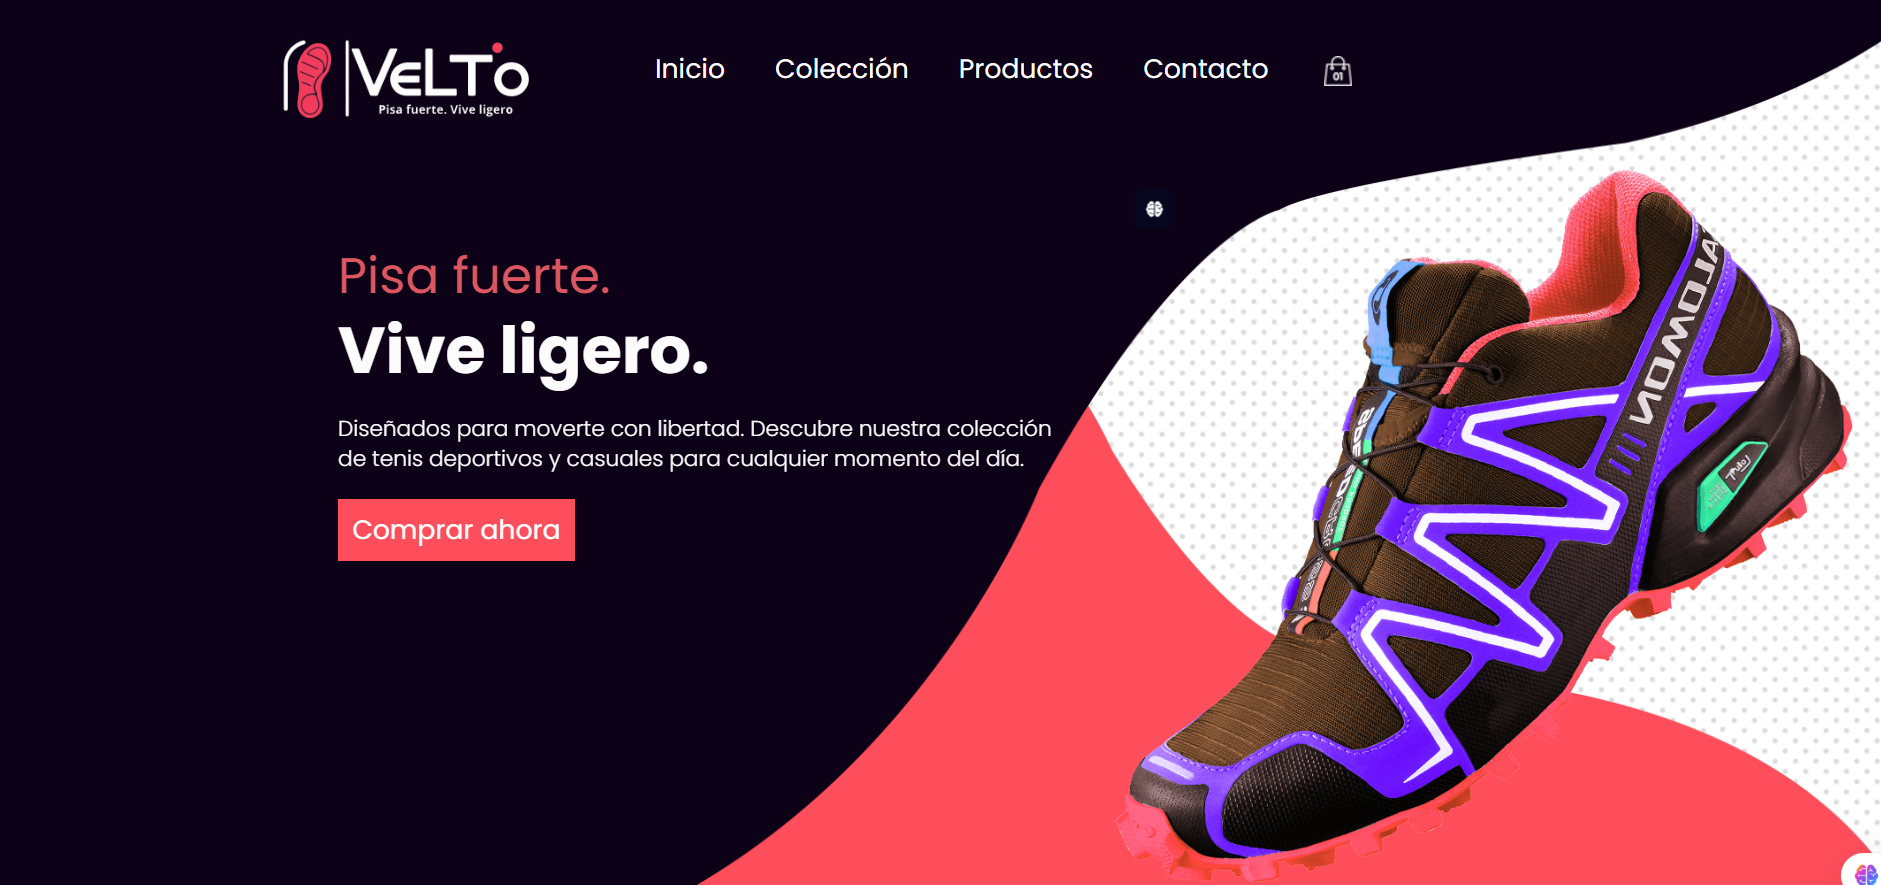 VeLTo
Pisa fuerte. Vive ligero
Inicio
Colección
Productos
Contacto
01
Pisa fuerte.
Vive ligero.
Diseñados para moverte con libertad. Descubre nuestra colección
de tenis deportivos y casuales para cualquier momento del día.
Comprar ahora